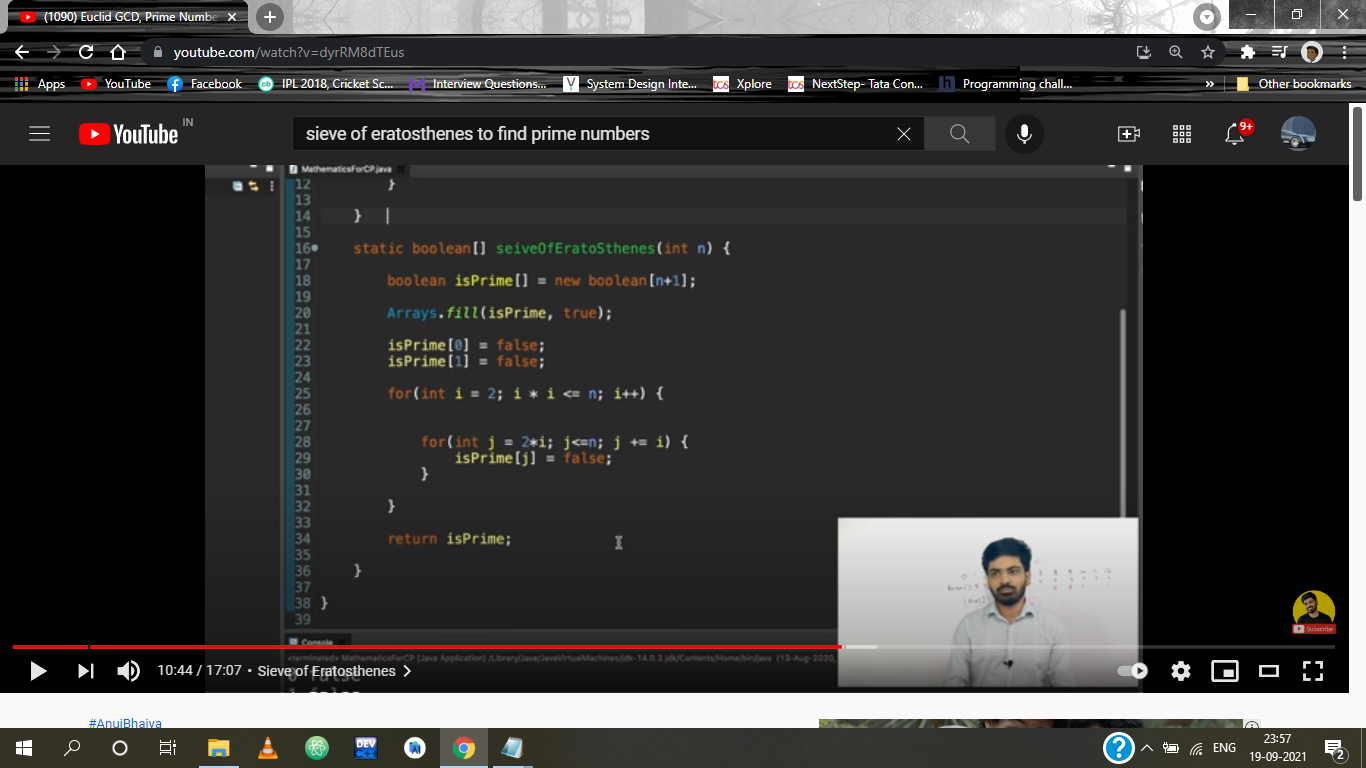 (1090) Euclid GCD, Prime Numbe
youtube.com/watch?v=dyrRM8dTEus
Apps YouTube Facebook IPL 2018, Cricket Sc... Interview Questions... System Design Inte... Xplore NextStep- Tata Con... Programming chall... » Other bookmarks
YouTube IN
sieve of eratosthenes to find prime numbers
9+
MathematicsForCP.java
12 }
13
14 }
15
16 static boolean[] seiveOfEratoSthenes(int n) {
17
18 boolean isPrime[] = new boolean[n+1];
19
20 Arrays.fill(isPrime, true);
21
22 isPrime[0] = false;
23 isPrime[1] = false;
24
25 for(int i = 2; i * i <= n; i++) {
26
27
28 for(int j = 2*i; j<=n; j += i) {
29 isPrime[j] = false;
30 }
31
32 }
33
34 return isPrime;
35
36 }
37
38 }
39
Subscribe
Console
<terminated> MathematicsForCP [Java Application] /Library/Java/JavaVirtualMachines/jdk-14.0.2.jdk/Contents/Home/bin/java (13-Aug-2020,
0 false
1 false
10:44 / 17:07 • Sieve of Eratosthenes
#AnujBhaiya
DEV C++
ENG
23:57
19-09-2021
2